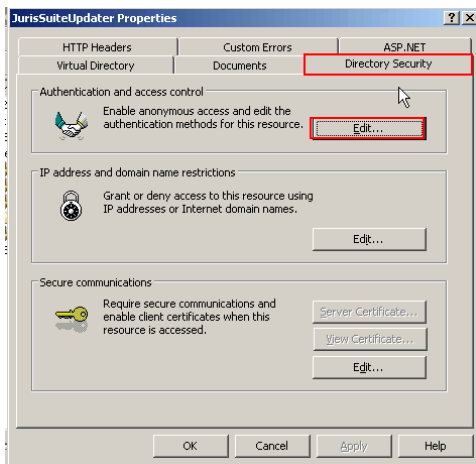 JurisSuiteUpdater Properties
HTTP Headers
Custom Errors
ASP.NET
Virtual Directory
Documents
Directory Security
Authentication and access control
Enable anonymous access and edit the
authentication methods for this resource.
Edit...
IP address and domain name restrictions
Grant or deny access to this resource using
IP addresses or Internet domain names.
Edit...
Secure communications
Require secure communications and
enable client certificates when this
resource is accessed.
Server Certificate...
View Certificate...
Edit...
OK
Cancel
Apply
Help